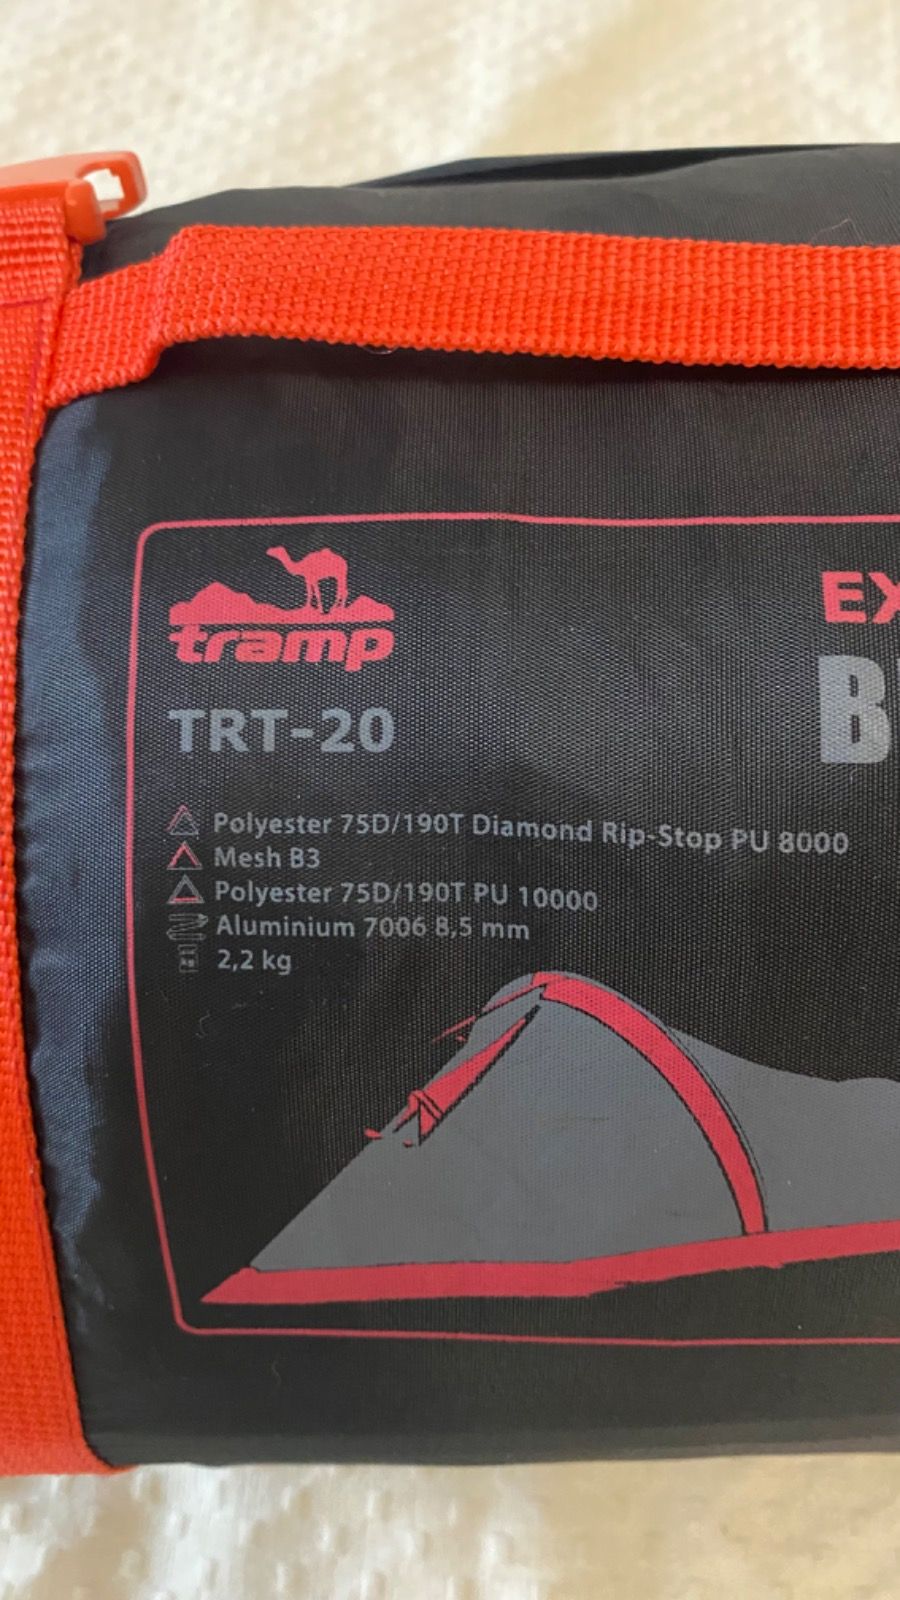 tramp
EX
TRT-20
B
Polyester 75D/190T Diamond Rip-Stop PU 8000
Mesh B3
Polyester 75D/190T PU 10000
Aluminium 7006 8,5 mm
2,2 kg